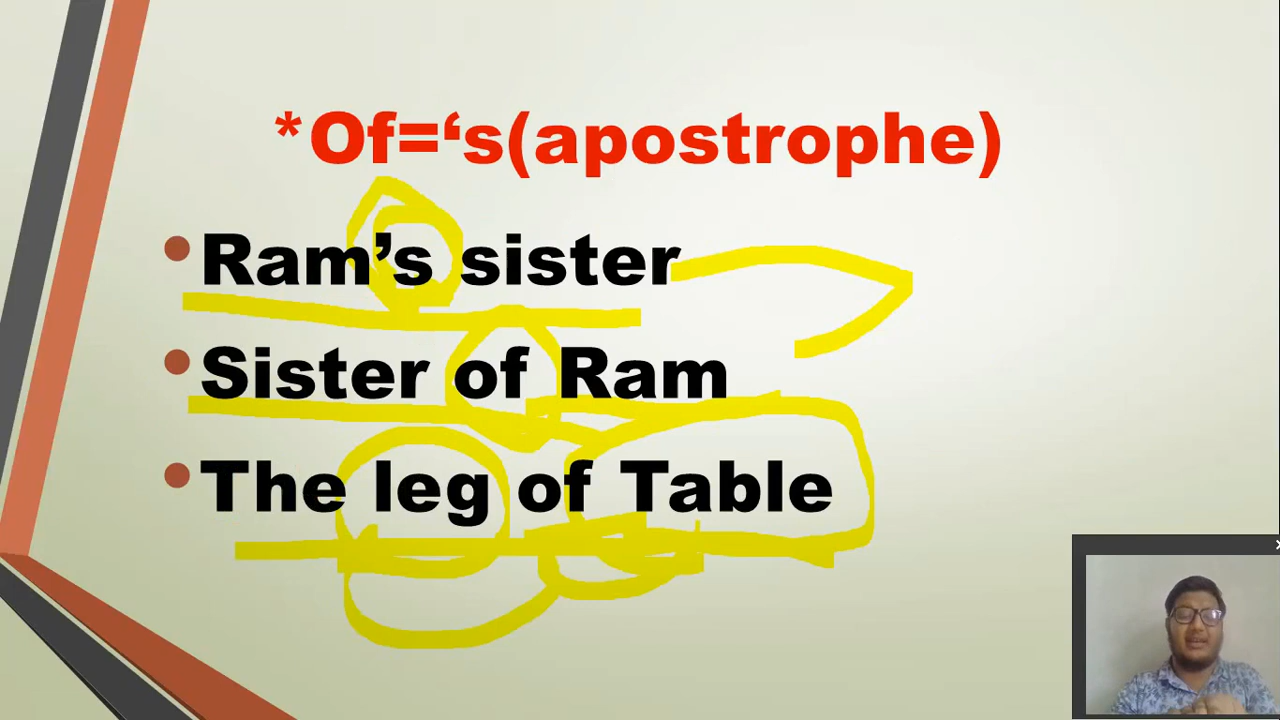 *Of=‘s(apostrophe)
• Ram’s sister
• Sister of Ram
• The leg of Table